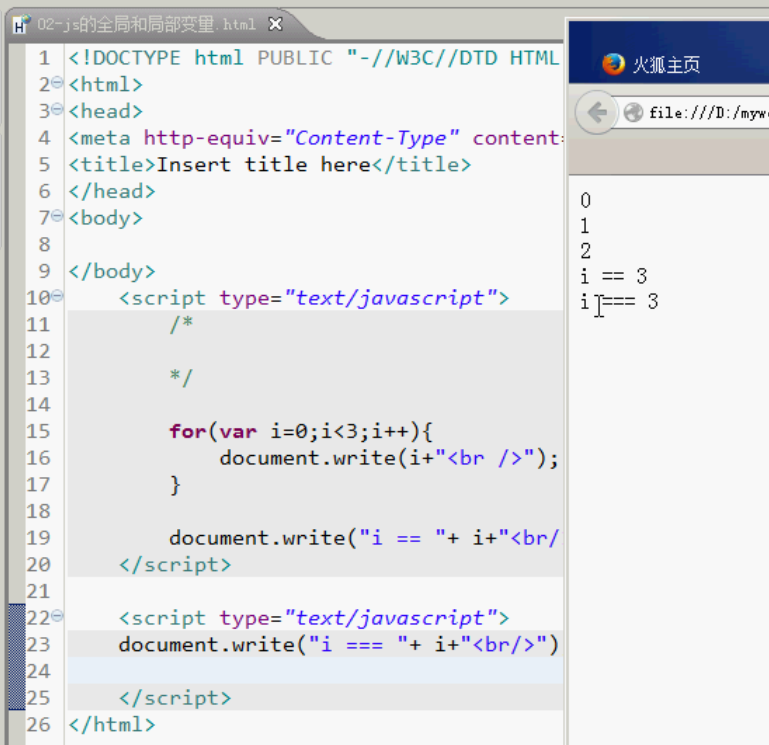 02-js的全局和局部变量.html
1 <!DOCTYPE html PUBLIC "-//W3C//DTD HTML
2 <html>
3 <head>
4 <meta http-equiv="Content-Type" content=
5 <title>Insert title here</title>
6 </head>
7 <body>
8
9 </body>
10 <script type="text/javascript">
11 /*
12
13 */
14
15 for(var i=0;i<3;i++){
16 document.write(i+"<br />");
17 }
18
19 document.write("i == "+ i+"<br/
20 </script>
21
22 <script type="text/javascript">
23 document.write("i === "+ i+"<br/>")
24
25 </script>
26 </html>
火狐主页
file:///D:/mywe
0
1
2
i == 3
i === 3